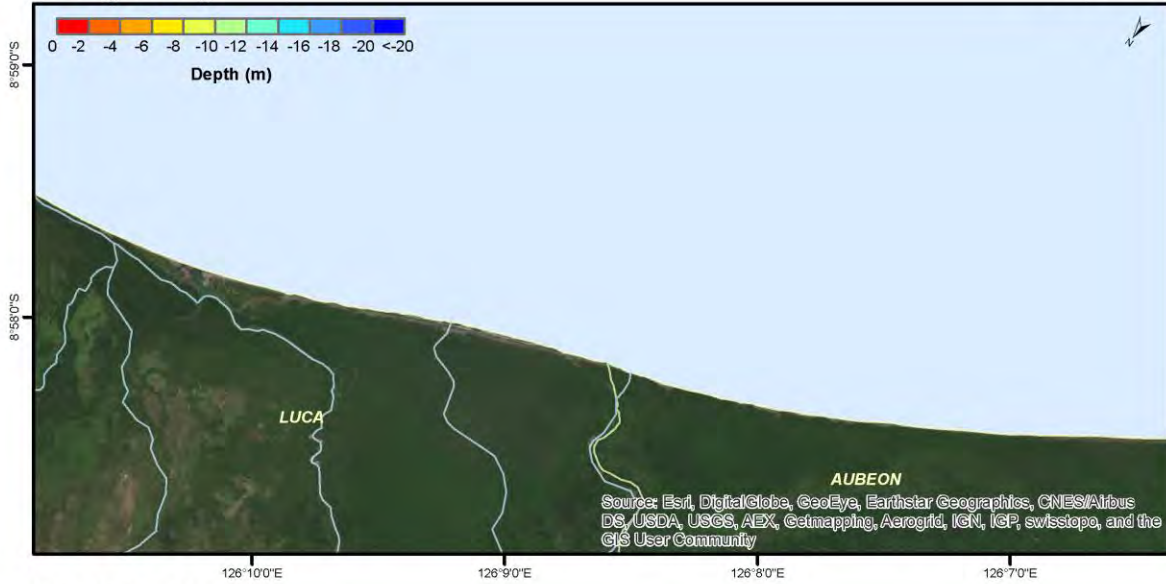 0 -2 -4 -6 -8 -10 -12 -14 -16 -18 -20 <-20
Depth (m)
N
8°59'0"S
8°58'0"S
LUCA
AUBEON
Source: Esri, DigitalGlobe, GeoEye, Earthstar Geographics, CNES/Airbus
DS, USDA, USGS, AEX, Getmapping, Aerogrid, IGN, IGP, swisstopo, and the
GIS User Community
126°10'0"E 126°9'0"E 126°8'0"E 126°7'0"E